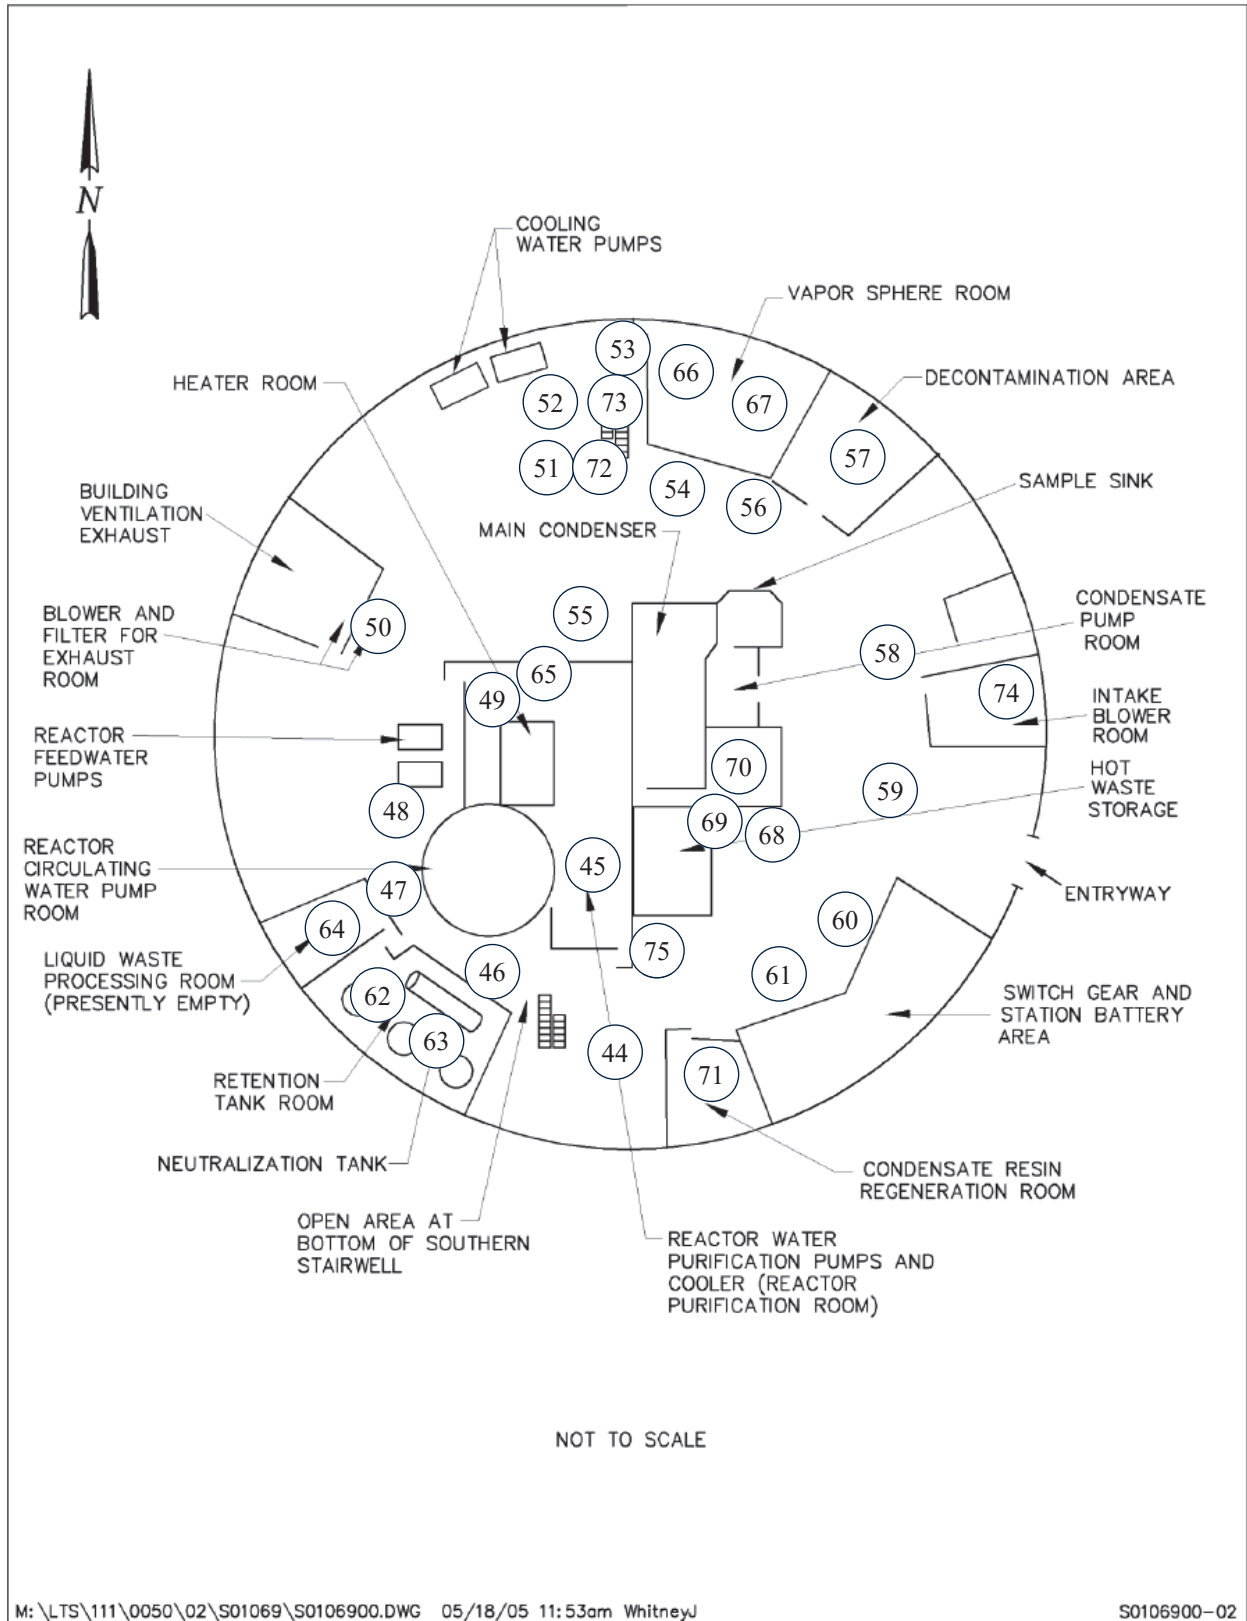 N
COOLING
WATER PUMPS
VAPOR SPHERE ROOM
HEATER ROOM
DECONTAMINATION AREA
53
66
52
73
67
57
51
72
54
56
SAMPLE SINK
BUILDING
VENTILATION
EXHAUST
MAIN CONDENSER
BLOWER AND
FILTER FOR
EXHAUST
ROOM
50
55
58
CONDENSATE
PUMP
ROOM
65
49
74
INTAKE
BLOWER
ROOM
REACTOR
FEEDWATER
PUMPS
70
HOT
WASTE
STORAGE
48
59
69
68
REACTOR
CIRCULATING
WATER PUMP
ROOM
47
45
ENTRYWAY
64
60
LIQUID WASTE
PROCESSING ROOM
(PRESENTLY EMPTY)
46
75
61
62
SWITCH GEAR AND
STATION BATTERY
AREA
63
44
71
RETENTION
TANK ROOM
NEUTRALIZATION TANK
CONDENSATE RESIN
REGENERATION ROOM
OPEN AREA AT
BOTTOM OF SOUTHERN
STAIRWELL
REACTOR WATER
PURIFICATION PUMPS AND
COOLER (REACTOR
PURIFICATION ROOM)
NOT TO SCALE
M:\LTS\111\0050\02\S01069\S0106900.DWG 05/18/05 11:53am WhitneyJ
S0106900-02